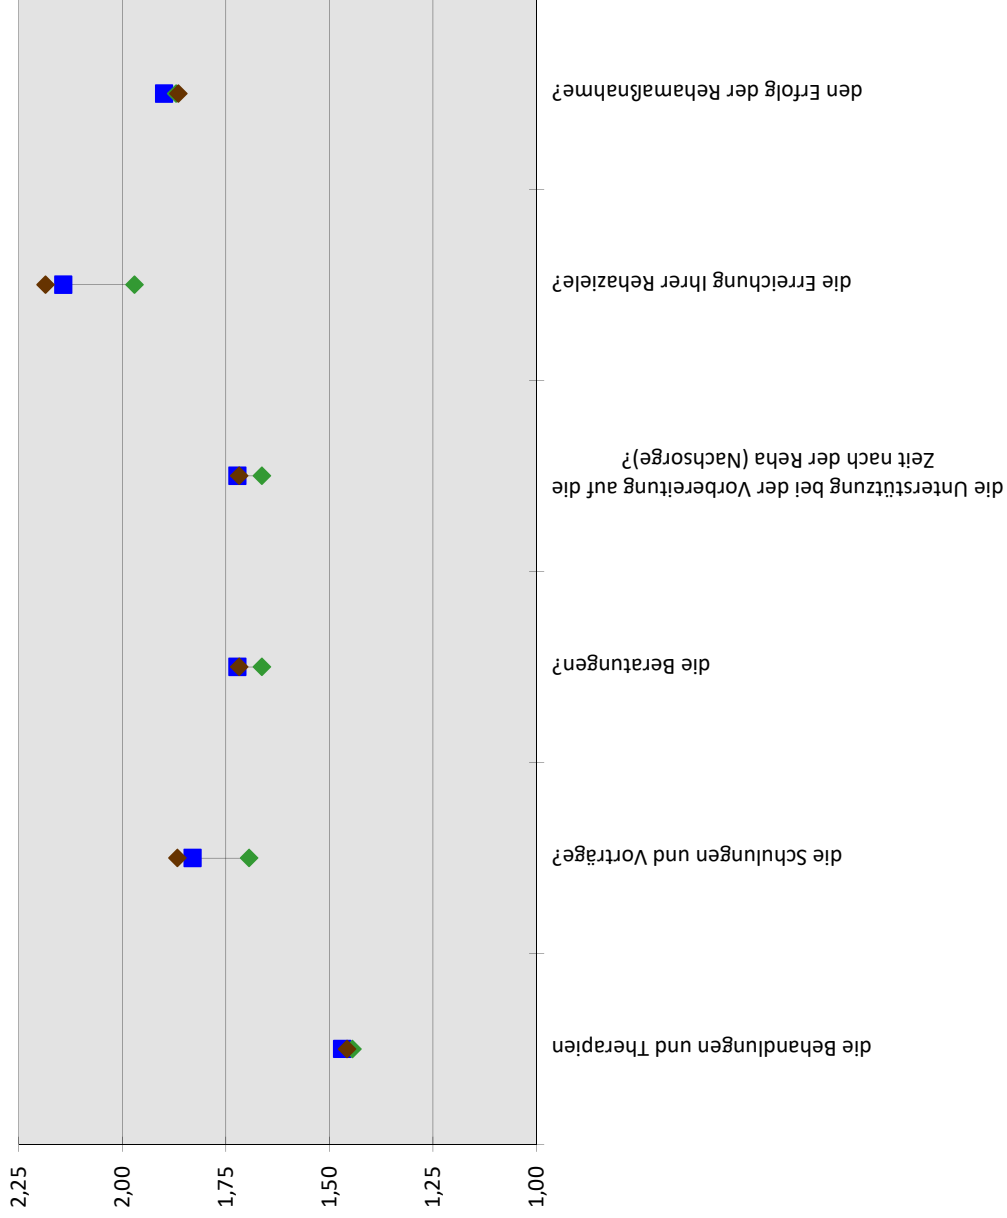 den Erfolg der Rehamaßnahme?
die Erreichung Ihrer Rehaziele?
die Unterstützung bei der Vorbereitung auf die
Zeit nach der Reha (Nachsorge)?
die Beratungen?
die Schulungen und Vorträge?
die Behandlungen und Therapien
2,25
2,00
1,75
1,50
1,25
1,00